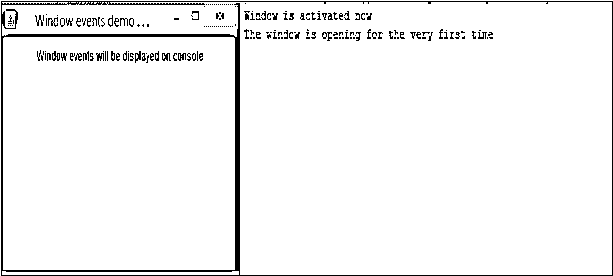 Window events demo ...
Window events will be displayed on console
Window is activated now
The window is opening for the very first time